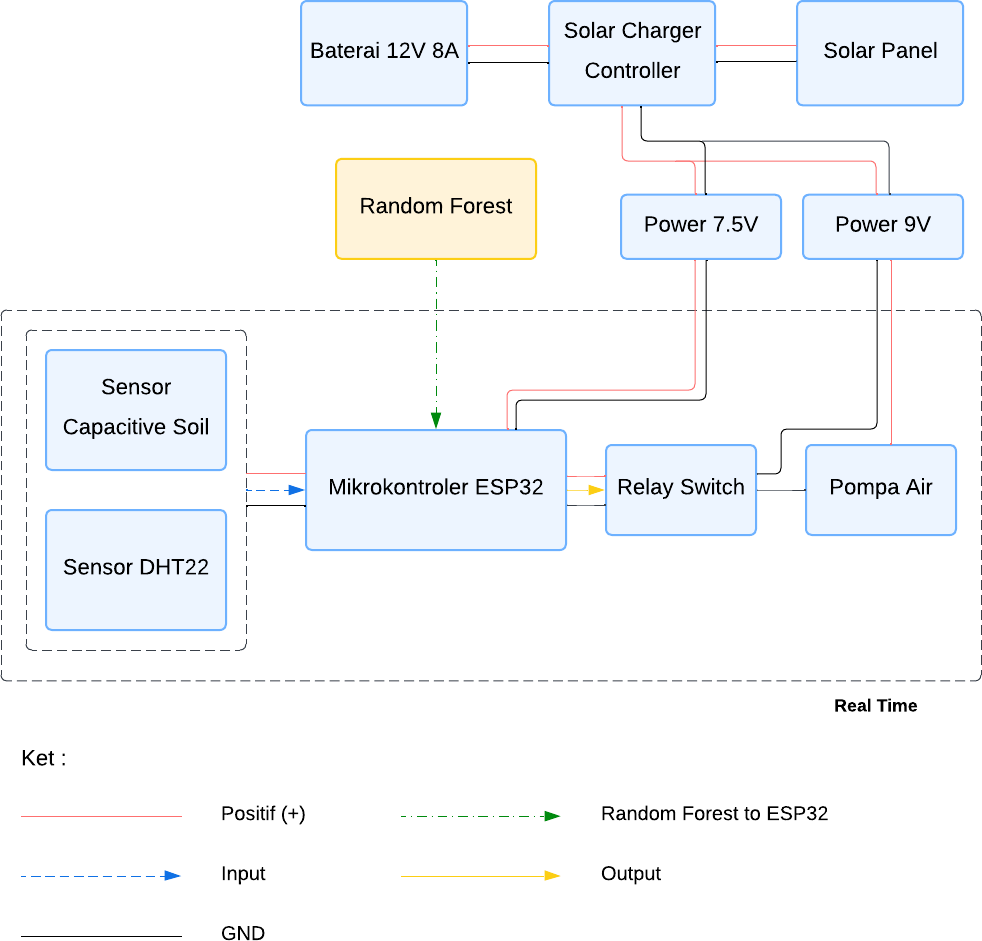 Baterai 12V 8A
Solar Charger
Controller
Solar Panel
Random Forest
Power 7.5V
Power 9V
Sensor
Capacitive Soil
Mikrokontroler ESP32
Relay Switch
Pompa Air
Sensor DHT22
Real Time
Ket :
Positif (+)
Random Forest to ESP32
Input
Output
GND